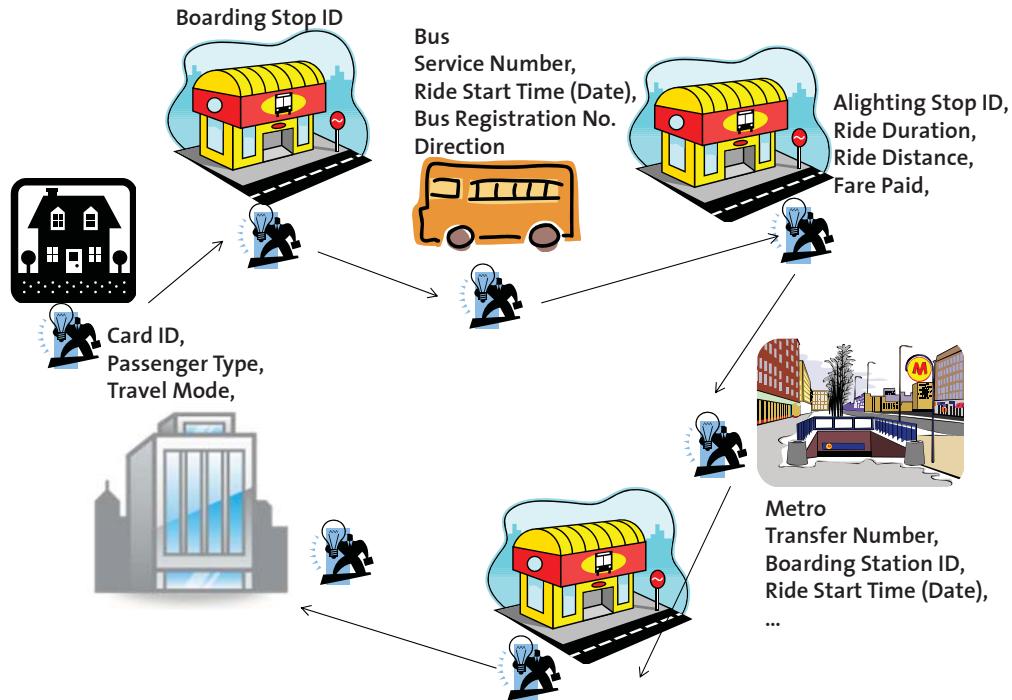 Boarding Stop ID
Bus
Service Number,
Ride Start Time (Date),
Bus Registration No.
Direction
Alighting Stop ID,
Ride Duration,
Ride Distance,
Fare Paid,
Card ID,
Passenger Type,
Travel Mode,
M
Metro
Transfer Number,
Boarding Station ID,
Ride Start Time (Date),
...